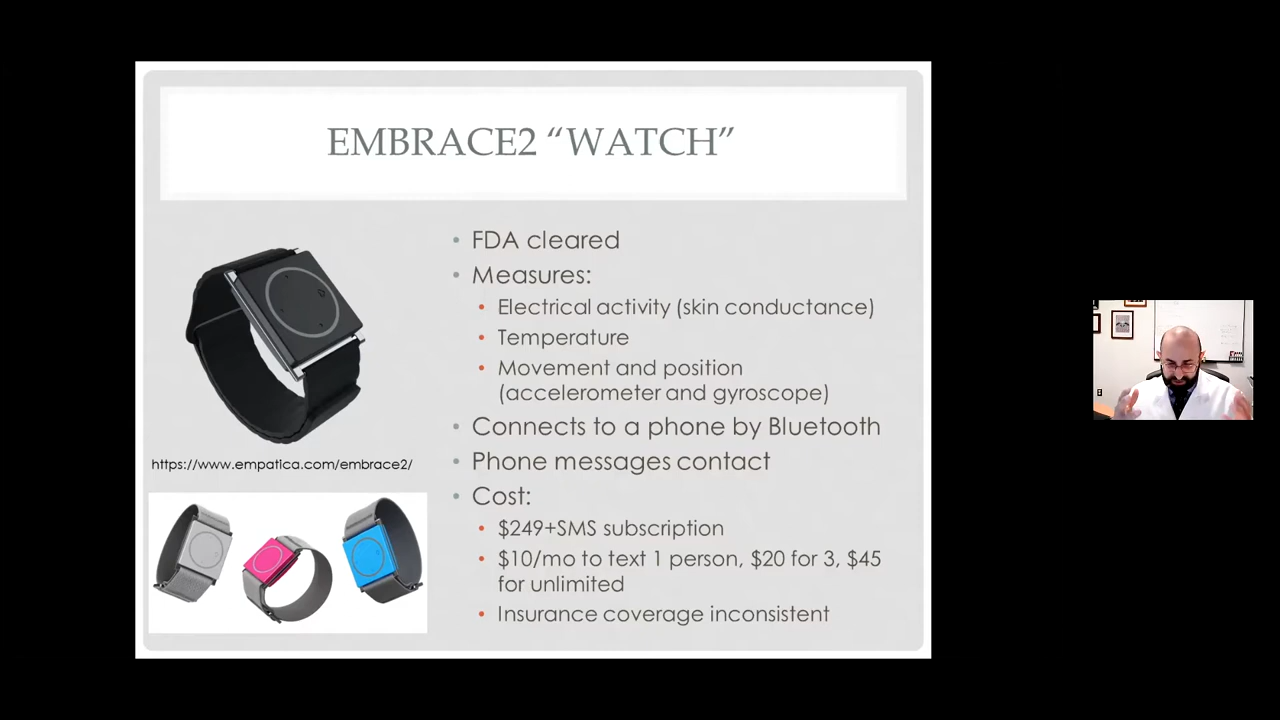 EMBRACE2 “WATCH”
• FDA cleared
• Measures:
• Electrical activity (skin conductance)
• Temperature
• Movement and position
(accelerometer and gyroscope)
• Connects to a phone by Bluetooth
• Phone messages contact
• Cost:
• $249+SMS subscription
• $10/mo to text 1 person, $20 for 3, $45
for unlimited
• Insurance coverage inconsistent
https://www.empatica.com/embrace2/